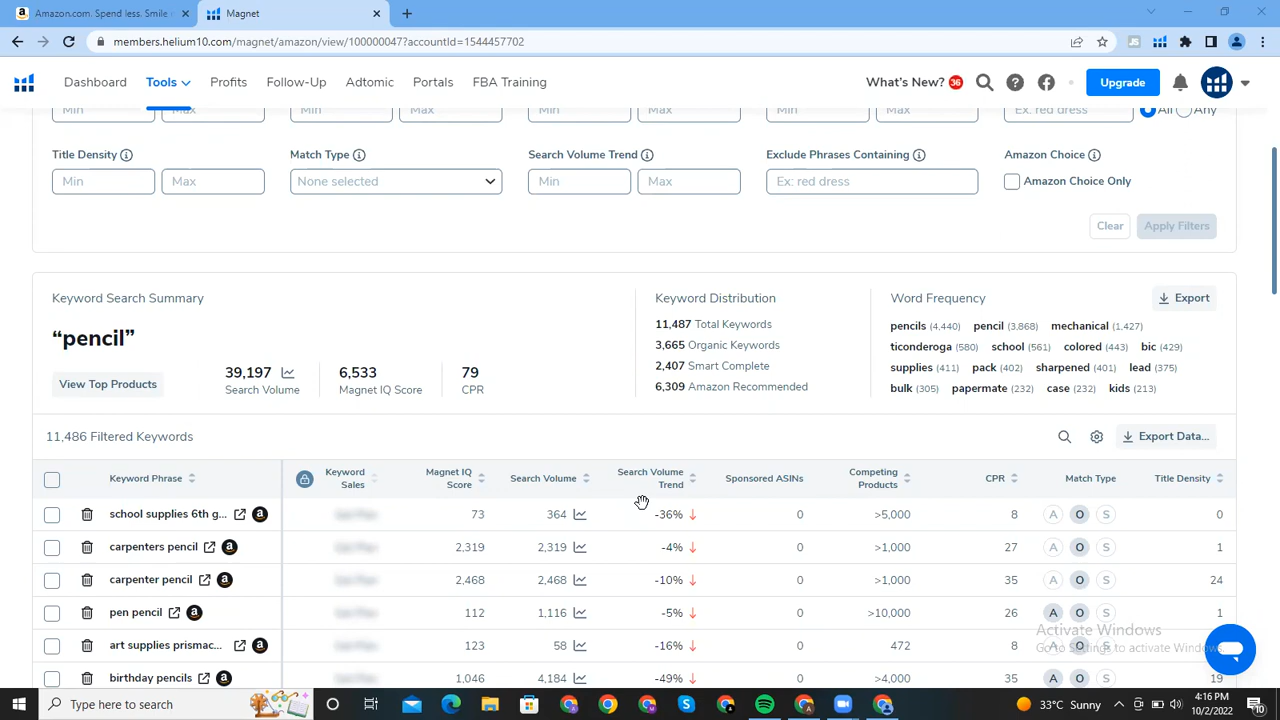 Amazon.com. Spend less. Smile
Magnet
members.helium10.com/magnet/amazon/view/100000047?accountId=1544457702
Dashboard Tools Profits Follow-Up Adtomic Portals FBA Training What's New? 36 Upgrade
Min Max Min Max Min Max Min Max Ex: red dress All Any
Title Density Match Type Search Volume Trend Exclude Phrases Containing Amazon Choice
Min Max None selected Min Max Ex: red dress Amazon Choice Only
Clear Apply Filters
Keyword Search Summary
“pencil”
View Top Products
39,197
Search Volume
6,533
Magnet IQ Score
79
CPR
Keyword Distribution
11,487 Total Keywords
3,665 Organic Keywords
2,407 Smart Complete
6,309 Amazon Recommended
Word Frequency
Export
pencils (4,440) pencil (3,868) mechanical (1,427)
ticonderoga (580) school (561) colored (443) bic (429)
supplies (411) pack (402) sharpened (401) lead (375)
bulk (305) papermate (232) case (232) kids (213)
11,486 Filtered Keywords
Export Data...
Keyword Phrase Keyword Sales Magnet IQ Score Search Volume Search Volume Trend Sponsored ASINs Competing Products CPR Match Type Title Density
school supplies 6th g... 73 364 -36% 0 >5,000 8 A O S 0
carpenters pencil 2,319 2,319 -4% 0 >1,000 27 A O S 1
carpenter pencil 2,468 2,468 -10% 0 >1,000 35 A O S 24
pen pencil 112 1,116 -5% 0 >10,000 26 A O S 1
art supplies prismac... 123 58 -16% 0 472 8 A O S
birthday pencils 1,046 4,184 -49% 0 >4,000 35 A O S 19
Activate Windows
Go to Settings to activate Windows.
Type here to search
33°C Sunny
4:16 PM
10/2/2022